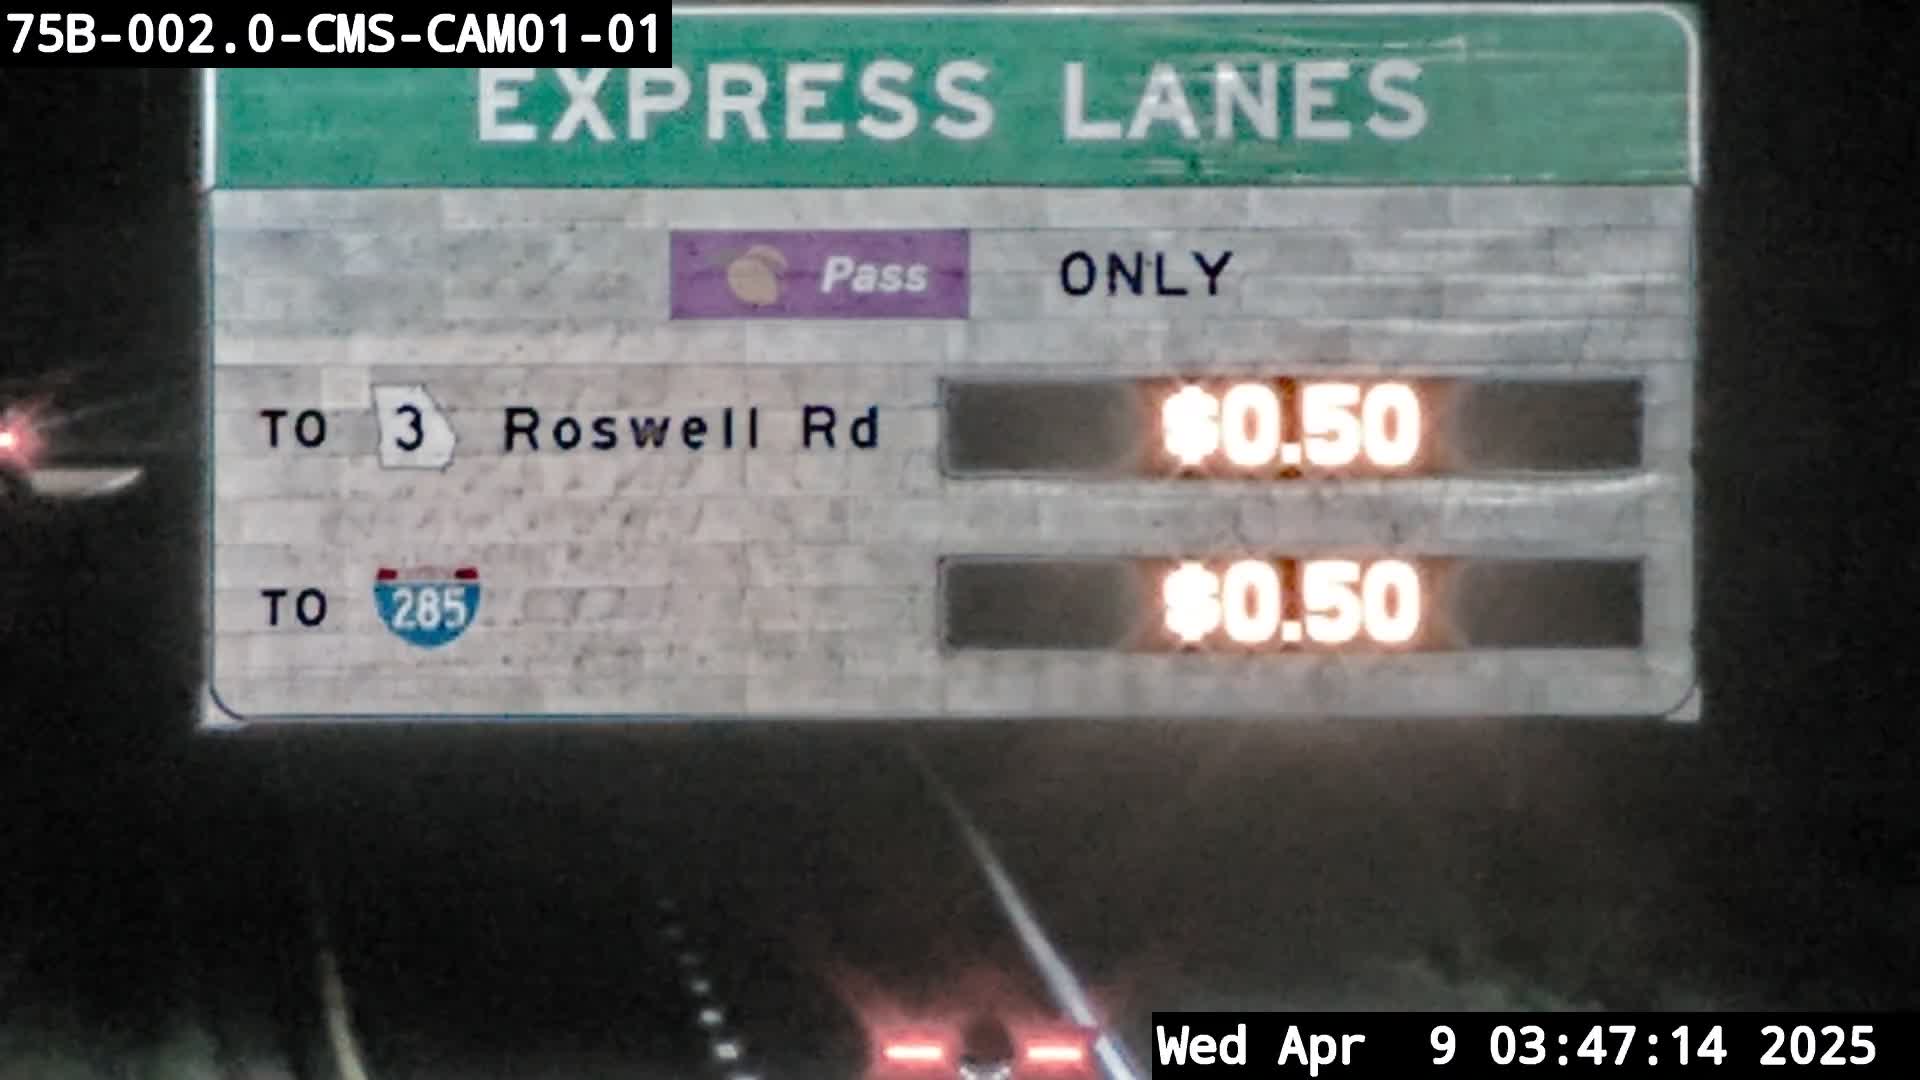 75B-002.0-CMS-CAM01-01
EXPRESS LANES
Pass ONLY
TO 3 Roswell Rd $0.50
TO 285 $0.50
Wed Apr 9 03:47:14 2025